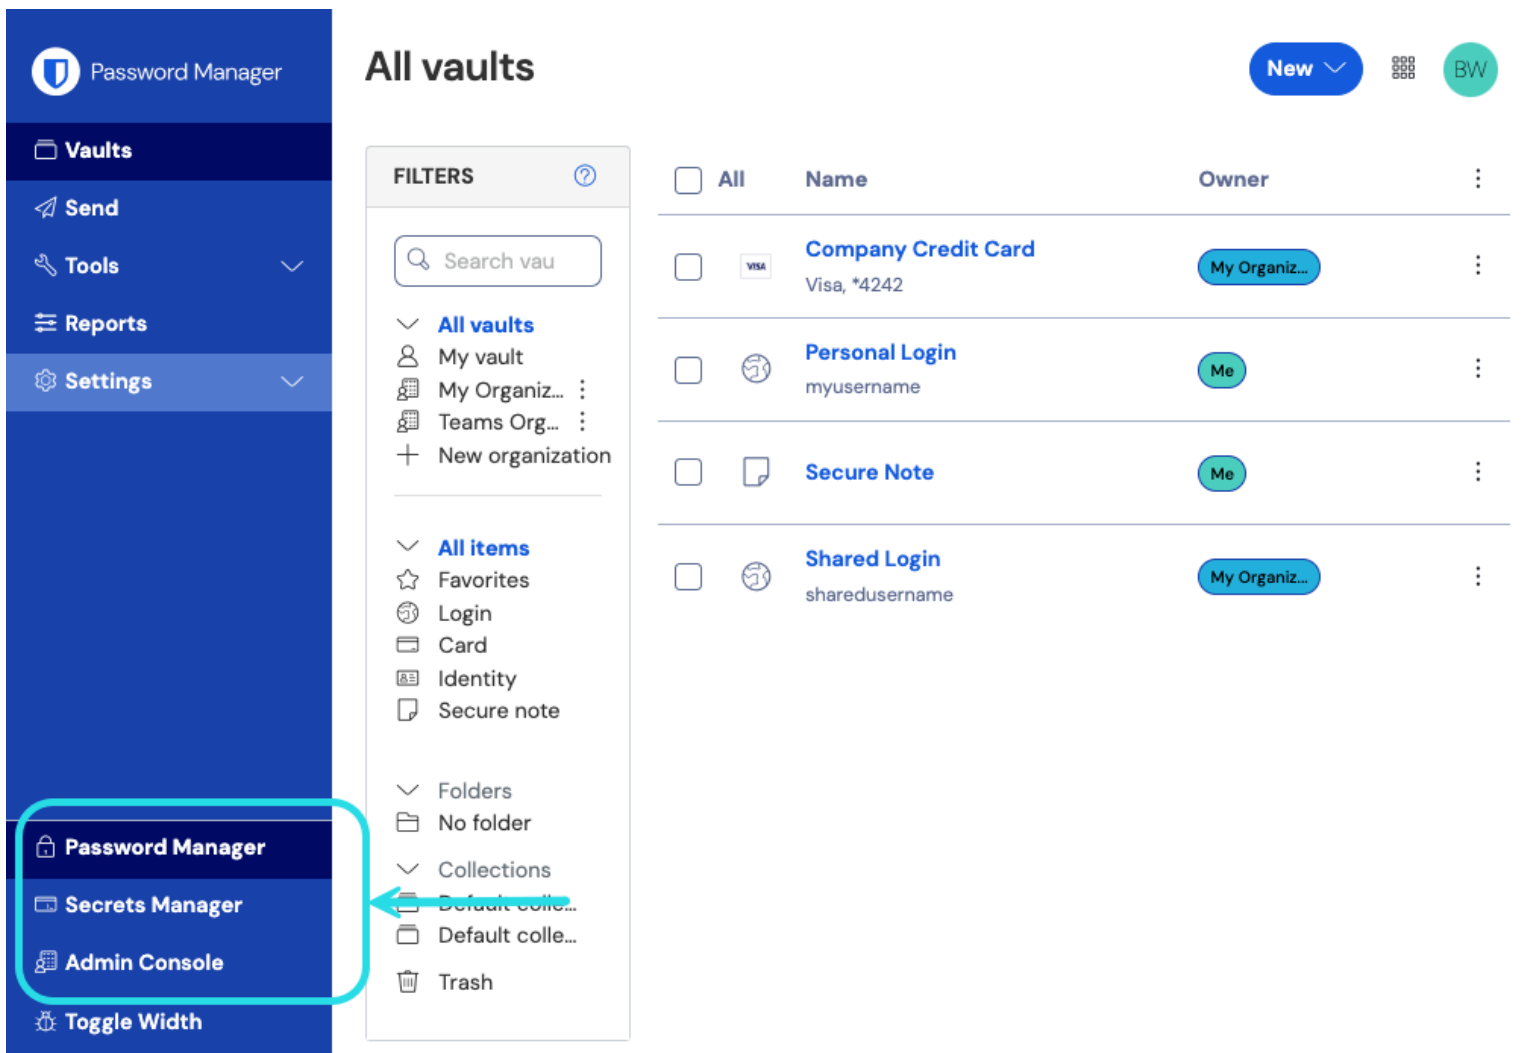 Password Manager
Vaults
Send
Tools
Reports
Settings
Password Manager
Secrets Manager
Admin Console
Toggle Width
All vaults
New
BW
FILTERS
Search vau
All vaults
My vault
My Organiz...
Teams Org...
New organization
All items
Favorites
Login
Card
Identity
Secure note
Folders
No folder
Collections
Default colle...
Default colle...
Trash
All Name Owner
VISA
Company Credit Card
Visa, *4242
My Organiz...
Personal Login
myusername
Me
Secure Note
Me
Shared Login
sharedusername
My Organiz...